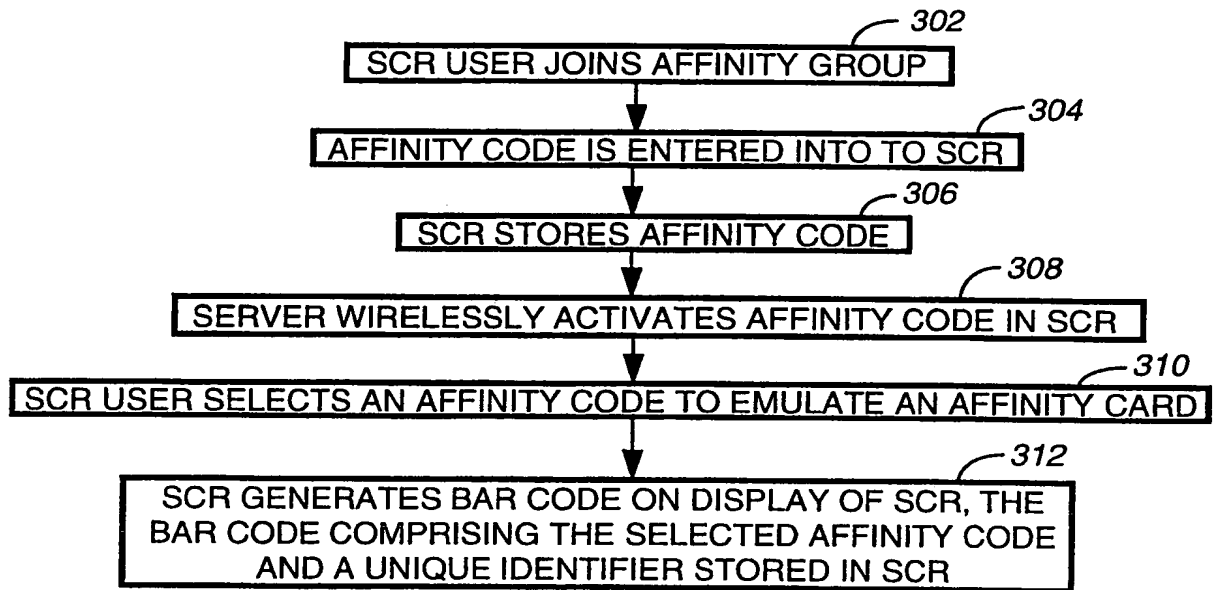 302
SCR USER JOINS AFFINITY GROUP
304
AFFINITY CODE IS ENTERED INTO TO SCR
306
SCR STORES AFFINITY CODE
308
SERVER WIRELESSLY ACTIVATES AFFINITY CODE IN SCR
310
SCR USER SELECTS AN AFFINITY CODE TO EMULATE AN AFFINITY CARD
312
SCR GENERATES BAR CODE ON DISPLAY OF SCR, THE
BAR CODE COMPRISING THE SELECTED AFFINITY CODE
AND A UNIQUE IDENTIFIER STORED IN SCR